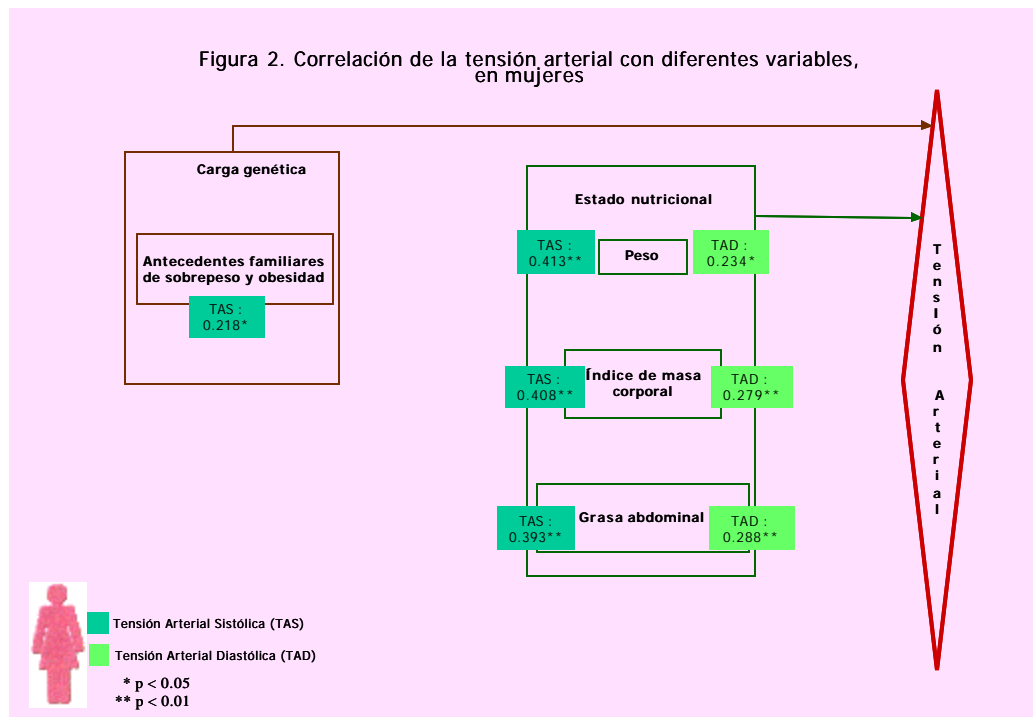 Figura 2. Correlación de la tensión arterial con diferentes variables,
en mujeres
Carga genética
Antecedentes familiares
de sobrepeso y obesidad
TAS :
0.218*
Estado nutricional
TAS :
0.413**
Peso
TAD :
0.234*
TAS :
0.408**
Índice de masa
corporal
TAD :
0.279**
TAS :
0.393**
Grasa abdominal
TAD :
0.288**
Tensión Arterial
Tensión Arterial Sistólica (TAS)
Tensión Arterial Diastólica (TAD)
* p < 0.05
** p < 0.01